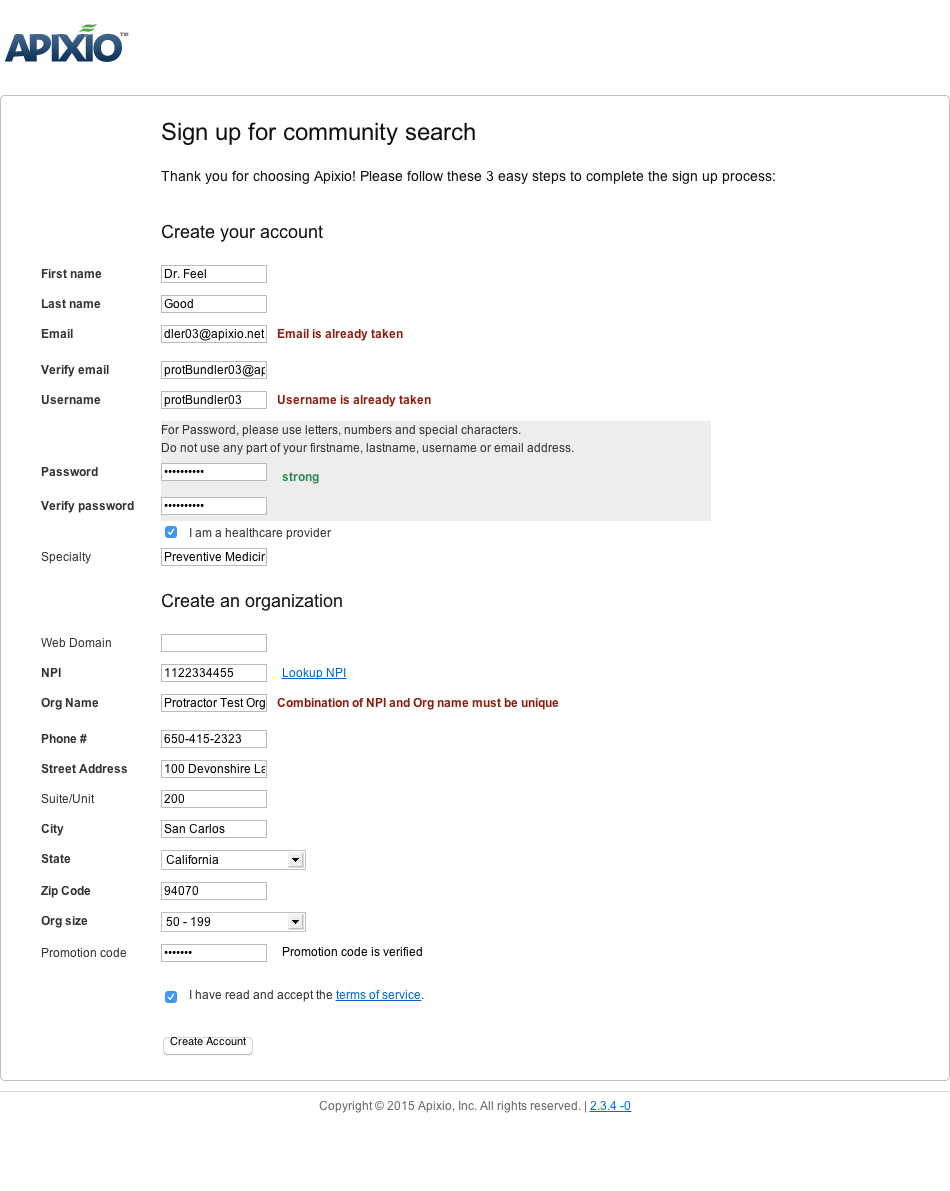 APIXIO™
Sign up for community search
Thank you for choosing Apixio! Please follow these 3 easy steps to complete the sign up process:
Create your account
First name Dr. Feel
Last name Good
Email dler03@apixio.net Email is already taken
Verify email protBundler03@ap
Username protBundler03 Username is already taken
For Password, please use letters, numbers and special characters.
Do not use any part of your firstname, lastname, username or email address.
Password •••••••••• strong
Verify password ••••••••••
I am a healthcare provider
Specialty Preventive Medicin
Create an organization
Web Domain
NPI 1122334455 Lookup NPI
Org Name Protractor Test Org Combination of NPI and Org name must be unique
Phone # 650-415-2323
Street Address 100 Devonshire La
Suite/Unit 200
City San Carlos
State California
Zip Code 94070
Org size 50 - 199
Promotion code ••••••• Promotion code is verified
I have read and accept the terms of service.
Create Account
Copyright © 2015 Apixio, Inc. All rights reserved. | 2.3.4 -0